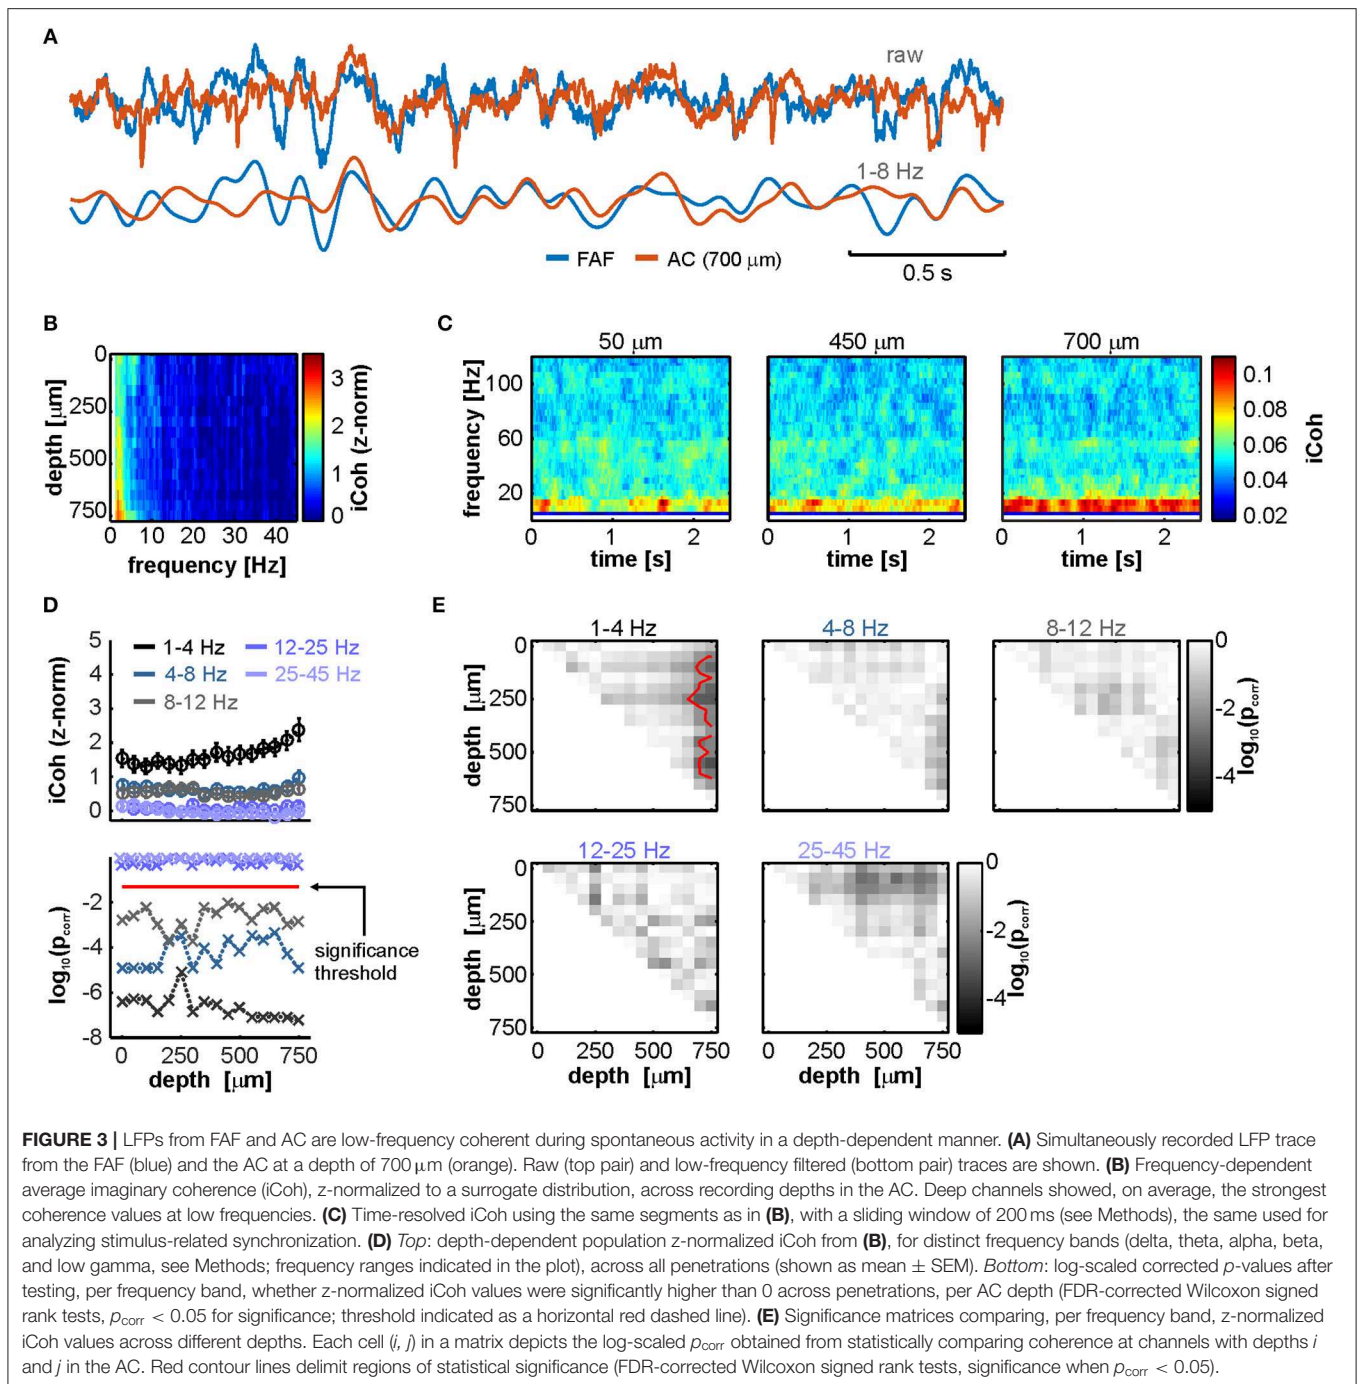 A
raw
1-8 Hz
FAF AC (700 μm)
0.5 s
B
C
50 μm 450 μm 700 μm
0
250
500
750
depth [μm]
0 10 20 30 40
frequency [Hz]
3
2
1
0
iCoh (z-norm)
100
60
20
frequency [Hz]
0 1 2
time [s]
0 1 2
time [s]
0 1 2
time [s]
0.1
0.08
0.06
0.04
0.02
iCoh
D
5
4
3
2
1
0
iCoh (z-norm)
1-4 Hz 12-25 Hz
4-8 Hz 25-45 Hz
8-12 Hz
-2
-4
-6
-8
log₁₀(p_corr)
significance
threshold
0 250 500 750
depth [μm]
E
1-4 Hz 4-8 Hz 8-12 Hz
0
250
500
750
depth [μm]
0
-2
-4
log₁₀(p_corr)
12-25 Hz 25-45 Hz
0
250
500
750
depth [μm]
0 250 500 750
depth [μm]
0 250 500 750
depth [μm]
0
-2
-4
log₁₀(p_corr)
FIGURE 3 | LFPs from FAF and AC are low-frequency coherent during spontaneous activity in a depth-dependent manner. (A) Simultaneously recorded LFP trace
from the FAF (blue) and the AC at a depth of 700 μm (orange). Raw (top pair) and low-frequency filtered (bottom pair) traces are shown. (B) Frequency-dependent
average imaginary coherence (iCoh), z-normalized to a surrogate distribution, across recording depths in the AC. Deep channels showed, on average, the strongest
coherence values at low frequencies. (C) Time-resolved iCoh using the same segments as in (B), with a sliding window of 200 ms (see Methods), the same used for
analyzing stimulus-related synchronization. (D) Top: depth-dependent population z-normalized iCoh from (B), for distinct frequency bands (delta, theta, alpha, beta,
and low gamma, see Methods; frequency ranges indicated in the plot), across all penetrations (shown as mean ± SEM). Bottom: log-scaled corrected p-values after
testing, per frequency band, whether z-normalized iCoh values were significantly higher than 0 across penetrations, per AC depth (FDR-corrected Wilcoxon signed
rank tests, p_corr < 0.05 for significance; threshold indicated as a horizontal red dashed line). (E) Significance matrices comparing, per frequency band, z-normalized
iCoh values across different depths. Each cell (i, j) in a matrix depicts the log-scaled p_corr obtained from statistically comparing coherence at channels with depths i
and j in the AC. Red contour lines delimit regions of statistical significance (FDR-corrected Wilcoxon signed rank tests, significance when p_corr < 0.05).